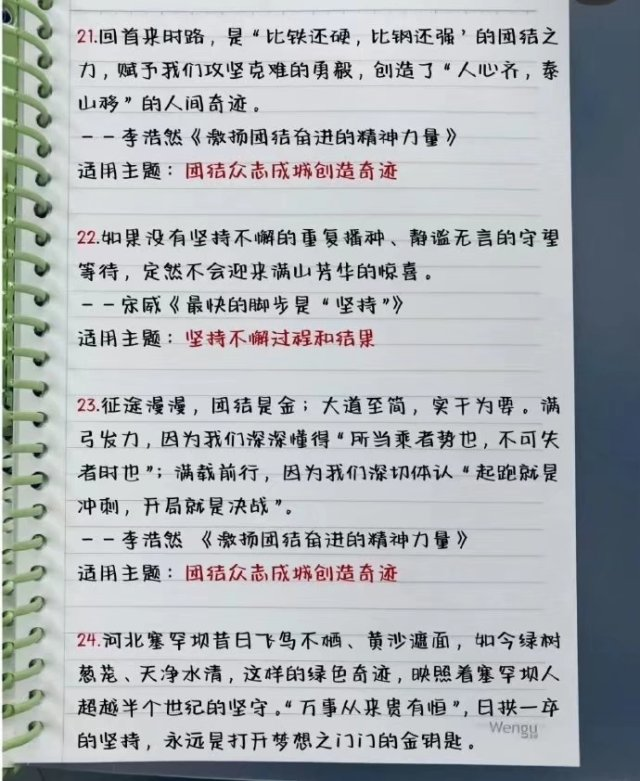 21.回首来时路，是“比铁还硬，比钢还强’的团结之
力，赋予我们攻坚克难的勇毅，创造了“人心齐，泰
山移”的人间奇迹。
——李浩然《激扬团结奋进的精神力量》
适用主题：团结众志成城创造奇迹
22.如果没有坚持不懈的重复播种、静谧无言的守望
等待，定然不会迎来满山芳华的惊喜。
——宗威《最快的脚步是“坚持”》
适用主题：坚持不懈过程和结果
23.征途漫漫，团结是金；大道至简，实干为要。满
弓发力，因为我们深深懂得“所当乘者势也，不可失
者时也”；满载前行，因为我们深切体认“起跑就是
冲刺，开局就是决战”。
——李浩然 《激扬团结奋进的精神力量》
适用主题：团结众志成城创造奇迹
24.河北塞罕坝昔日飞鸟不栖、黄沙遮面，如今绿树
葱茏、天净水清，这样的绿色奇迹，映照着塞罕坝人
超越半个世纪的坚守。“万事从来贵有恒”，日拱一卒
的坚持，永远是打开梦想之门门的金钥匙。
Wengu